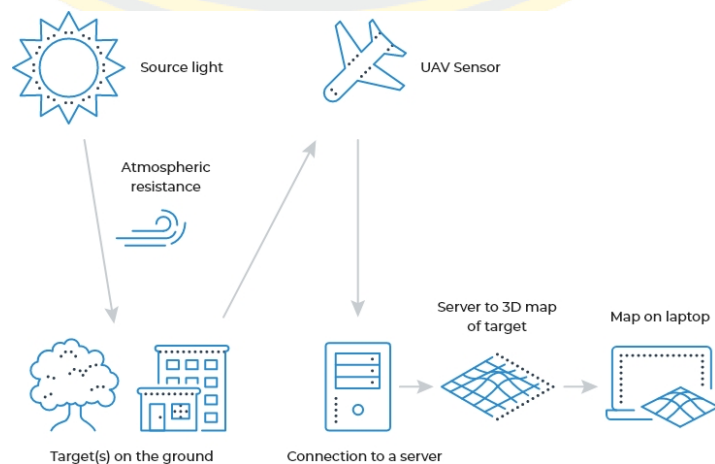 Source light
UAV Sensor
Atmospheric
resistance
Server to 3D map
of target
Map on laptop
Target(s) on the ground
Connection to a server